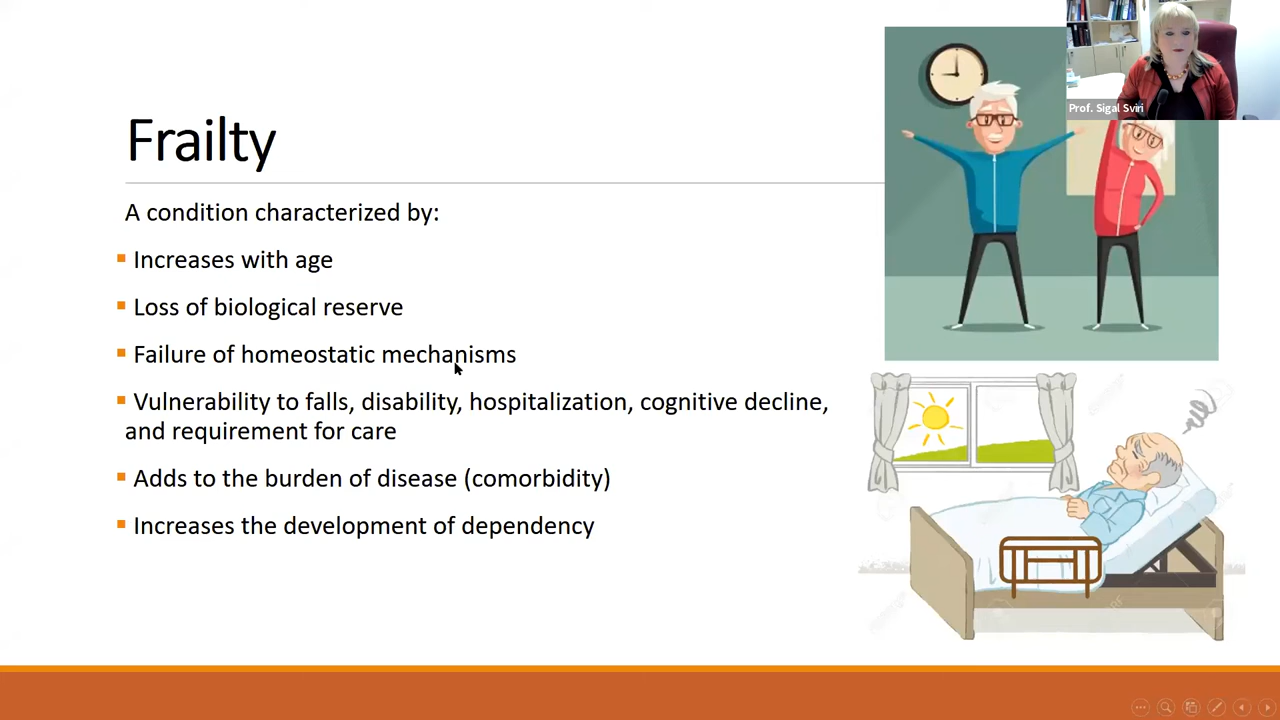 Prof. Sigal Sviri
Frailty
A condition characterized by:
Increases with age
Loss of biological reserve
Failure of homeostatic mechanisms
Vulnerability to falls, disability, hospitalization, cognitive decline,
and requirement for care
Adds to the burden of disease (comorbidity)
Increases the development of dependency